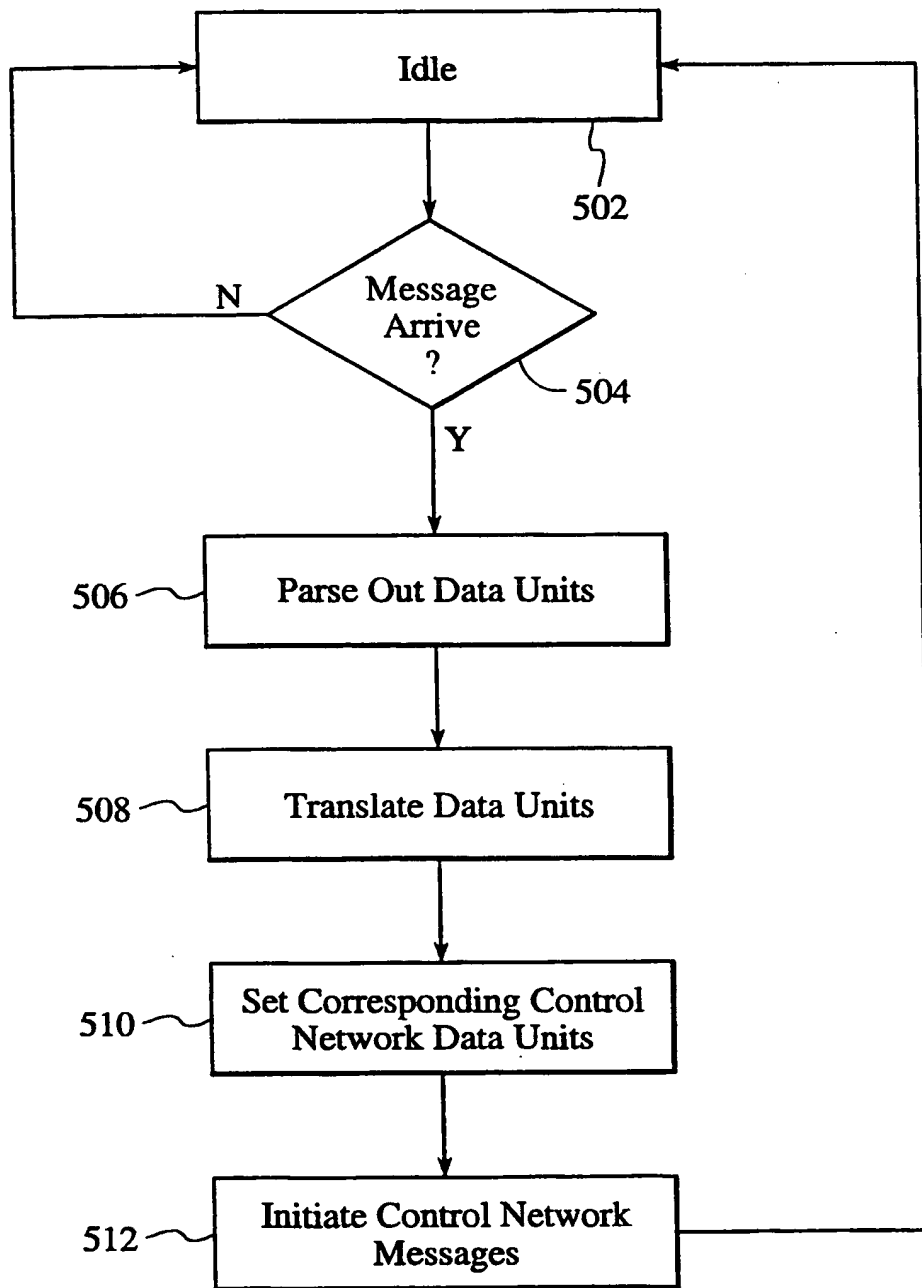 Idle
502
N
Message
Arrive
?
504
Y
506
Parse Out Data Units
508
Translate Data Units
510
Set Corresponding Control
Network Data Units
512
Initiate Control Network
Messages